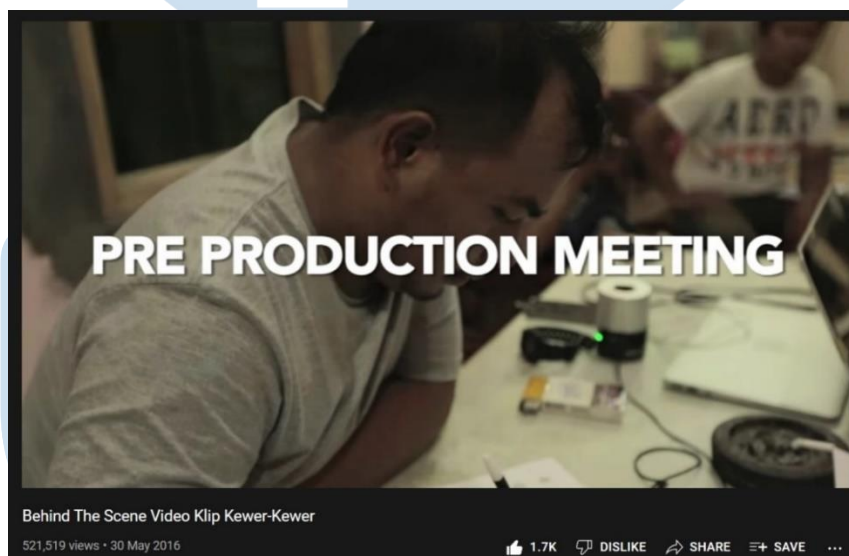 PRE PRODUCTION MEETING
Behind The Scene Video Klip Kewer-Kewer
521,519 views • 30 May 2016
1.7K DISLIKE SHARE SAVE